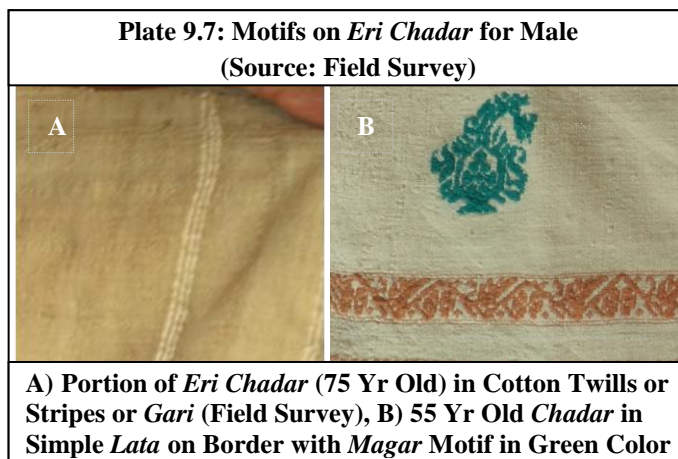 Plate 9.7: Motifs on Eri Chadar for Male
(Source: Field Survey)
A
B
A) Portion of Eri Chadar (75 Yr Old) in Cotton Twills or
Stripes or Gari (Field Survey), B) 55 Yr Old Chadar in
Simple Lata on Border with Magar Motif in Green Color